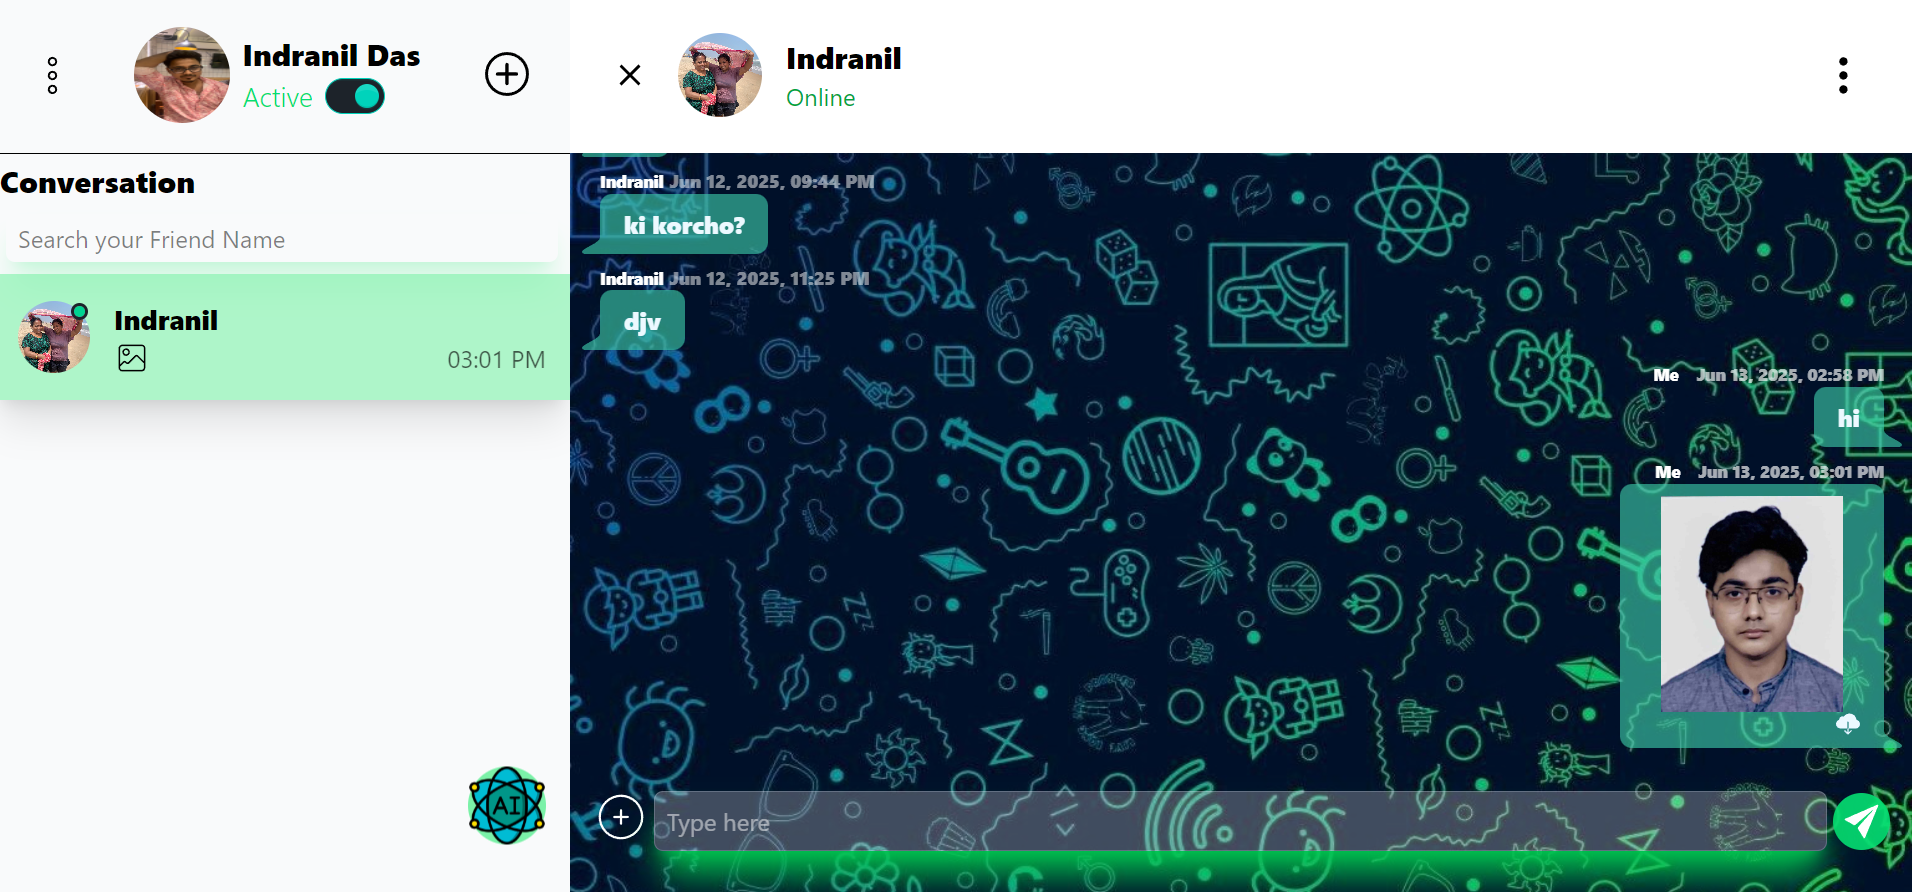 Indranil Das
Active
Conversation
Search your Friend Name
Indranil
03:01 PM
AI
Indranil
Online
Indranil Jun 12, 2025, 09:44 PM
ki korcho?
Indranil Jun 12, 2025, 11:25 PM
djv
Me Jun 13, 2025, 02:58 PM
hi
Me Jun 13, 2025, 03:01 PM
Type here